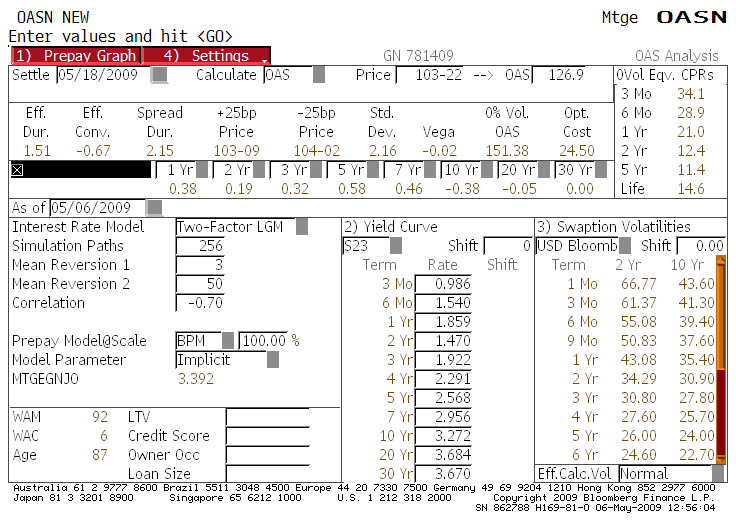 OASN NEW Mtge OASN
Enter values and hit <GO>
1) Prepay Graph 4) Settings GN 781409 OAS Analysis
Settle 05/18/2009 Calculate OAS Price 103-22 --> OAS 126.9 0Vol Eqv. CPRs
3 Mo 34.1
Eff. Eff. Spread +25bp -25bp Std. 0% Vol. Opt. 6 Mo 28.9
Dur. Conv. Dur. Price Price Dev. Vega OAS Cost 1 Yr 21.0
1.51 -0.67 2.15 103-09 104-02 2.16 -0.02 151.38 24.50 2 Yr 12.4
1 Yr 2 Yr 3 Yr 5 Yr 7 Yr 10 Yr 20 Yr 30 Yr 5 Yr 11.4
0.38 0.19 0.32 0.58 0.46 -0.38 -0.05 0.00 Life 14.6
As of 05/06/2009
Interest Rate Model Two-Factor LGM 2) Yield Curve 3) Swaption Volatilities
Simulation Paths 256 S23 Shift 0 USD Bloomb Shift 0.00
Mean Reversion 1 3 Term Rate Shift Term 2 Yr 10 Yr
Mean Reversion 2 50 3 Mo 0.986 1 Mo 66.77 43.60
Correlation -0.70 6 Mo 1.540 3 Mo 61.37 41.30
1 Yr 1.859 6 Mo 55.08 39.40
Prepay Model@Scale BPM 100.00 % 2 Yr 1.470 9 Mo 50.83 37.60
Model Parameter Implicit 3 Yr 1.922 1 Yr 43.08 35.40
MTGEGNJO 3.392 4 Yr 2.291 2 Yr 34.29 30.90
5 Yr 2.568 3 Yr 30.80 27.80
WAM 92 LTV 7 Yr 2.956 4 Yr 27.60 25.70
WAC 6 Credit Score 10 Yr 3.272 5 Yr 26.00 24.00
Age 87 Owner Occ 20 Yr 3.684 6 Yr 24.60 22.70
Loan Size 30 Yr 3.670 Eff.Calc.Vol Normal
Australia 61 2 9777 8600 Brazil 5511 3048 4500 Europe 44 20 7330 7500 Germany 49 69 9204 1210 Hong Kong 852 2977 6000
Japan 81 3 3201 8900 Singapore 65 6212 1000 U.S. 1 212 318 2000 Copyright 2009 Bloomberg Finance L.P.
SN 862788 H169-81-0 06-May-2009 12:56:04